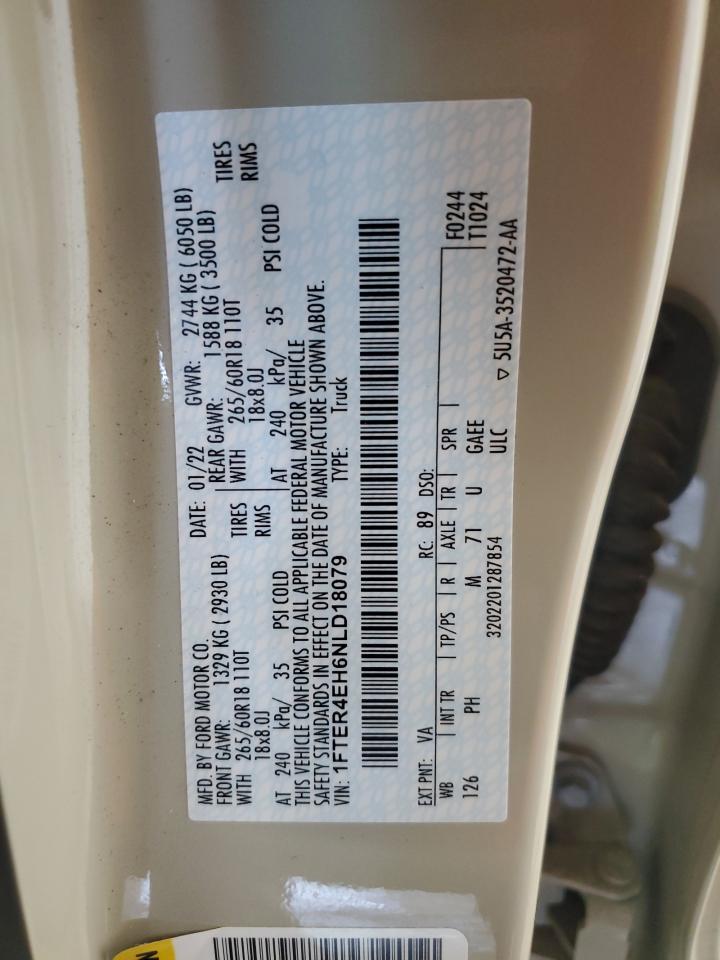 MFD. BY FORD MOTOR CO.
DATE: 01/22 GVWR: 2744 KG ( 6050 LB)
FRONT GAWR: 1329 KG ( 2930 LB) REAR GAWR: 1588 KG ( 3500 LB)
WITH 265/60R18 110T TIRES WITH 265/60R18 110T TIRES
18x8.0J RIMS 18x8.0J RIMS
AT 240 kPa/ 35 PSI COLD AT 240 kPa/ 35 PSI COLD
THIS VEHICLE CONFORMS TO ALL APPLICABLE FEDERAL MOTOR VEHICLE
SAFETY STANDARDS IN EFFECT ON THE DATE OF MANUFACTURE SHOWN ABOVE.
VIN: 1FTER4EH6NLD18079 TYPE: Truck
EXT PNT: VA RC: 89 DSO: F0244
WB INT TR TP/PS R AXLE TR SPR T1024
126 PH M 71 U GAEE
3202201287854 ULC
▽ 5U5A-3520472-AA